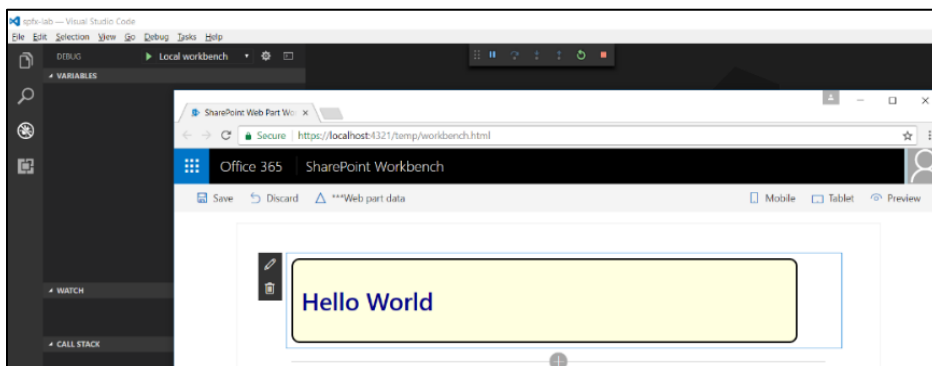 spfx-lab — Visual Studio Code
File Edit Selection View Go Debug Tasks Help
DEBUG Local workbench
VARIABLES
SharePoint Web Part Wo
Secure https://localhost:4321/temp/workbench.html
Office 365 SharePoint Workbench
Save Discard ***Web part data Mobile Tablet Preview
Hello World
WATCH
CALL STACK